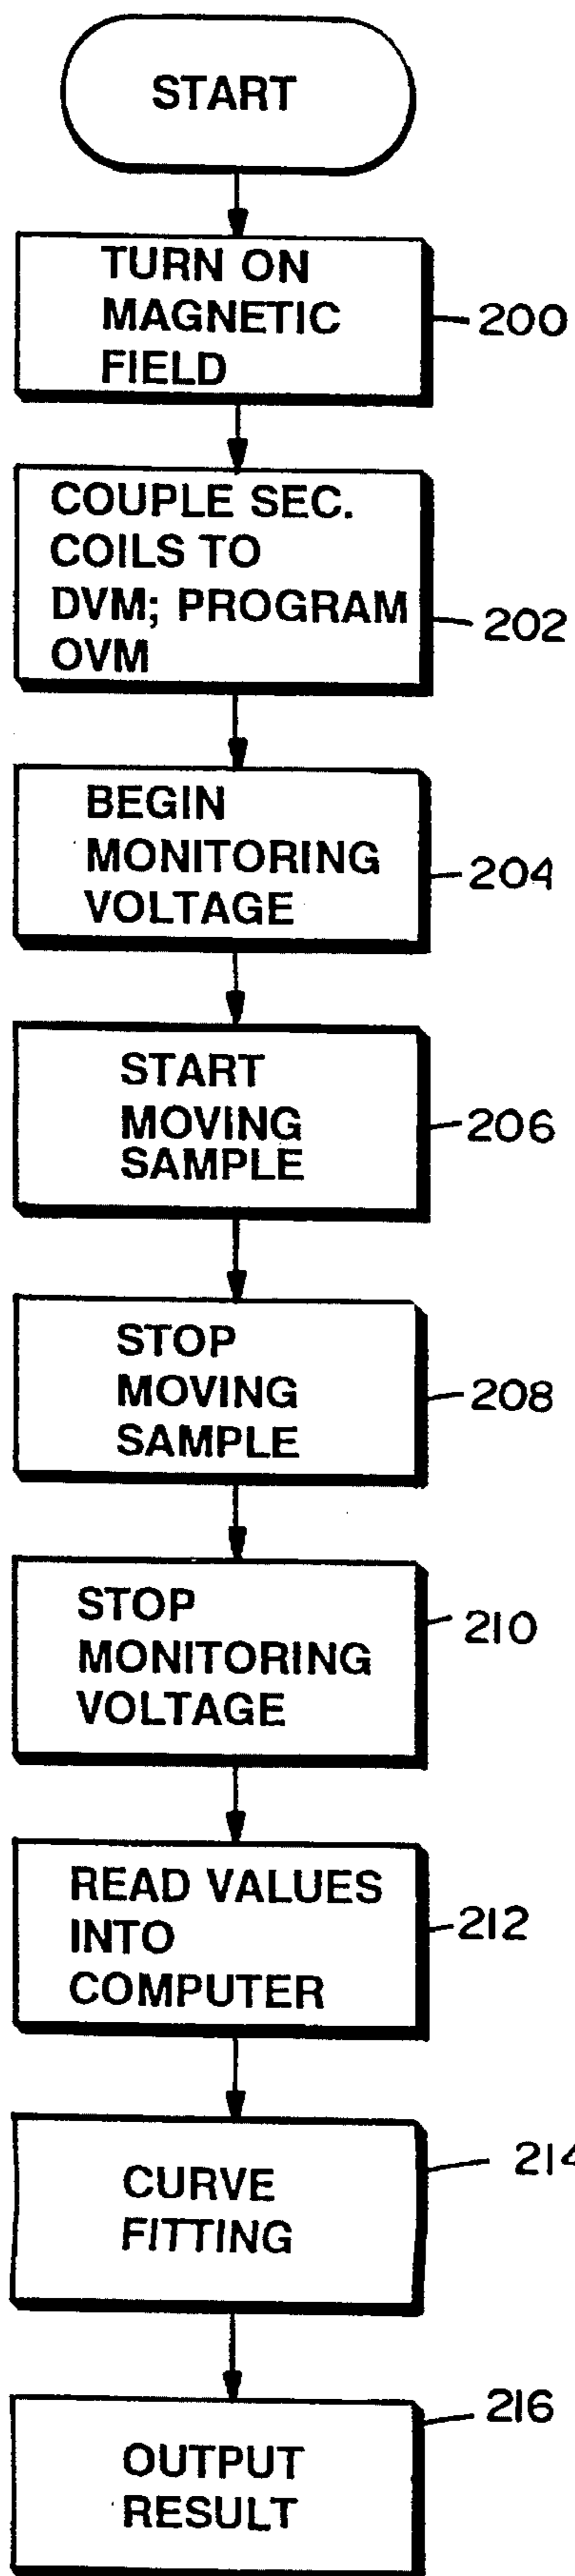 START
TURN ON
MAGNETIC
FIELD
200
COUPLE SEC.
COILS TO
DVM; PROGRAM
OVM
202
BEGIN
MONITORING
VOLTAGE
204
START
MOVING
SAMPLE
206
STOP
MOVING
SAMPLE
208
STOP
MONITORING
VOLTAGE
210
READ VALUES
INTO
COMPUTER
212
CURVE
FITTING
214
OUTPUT
RESULT
216